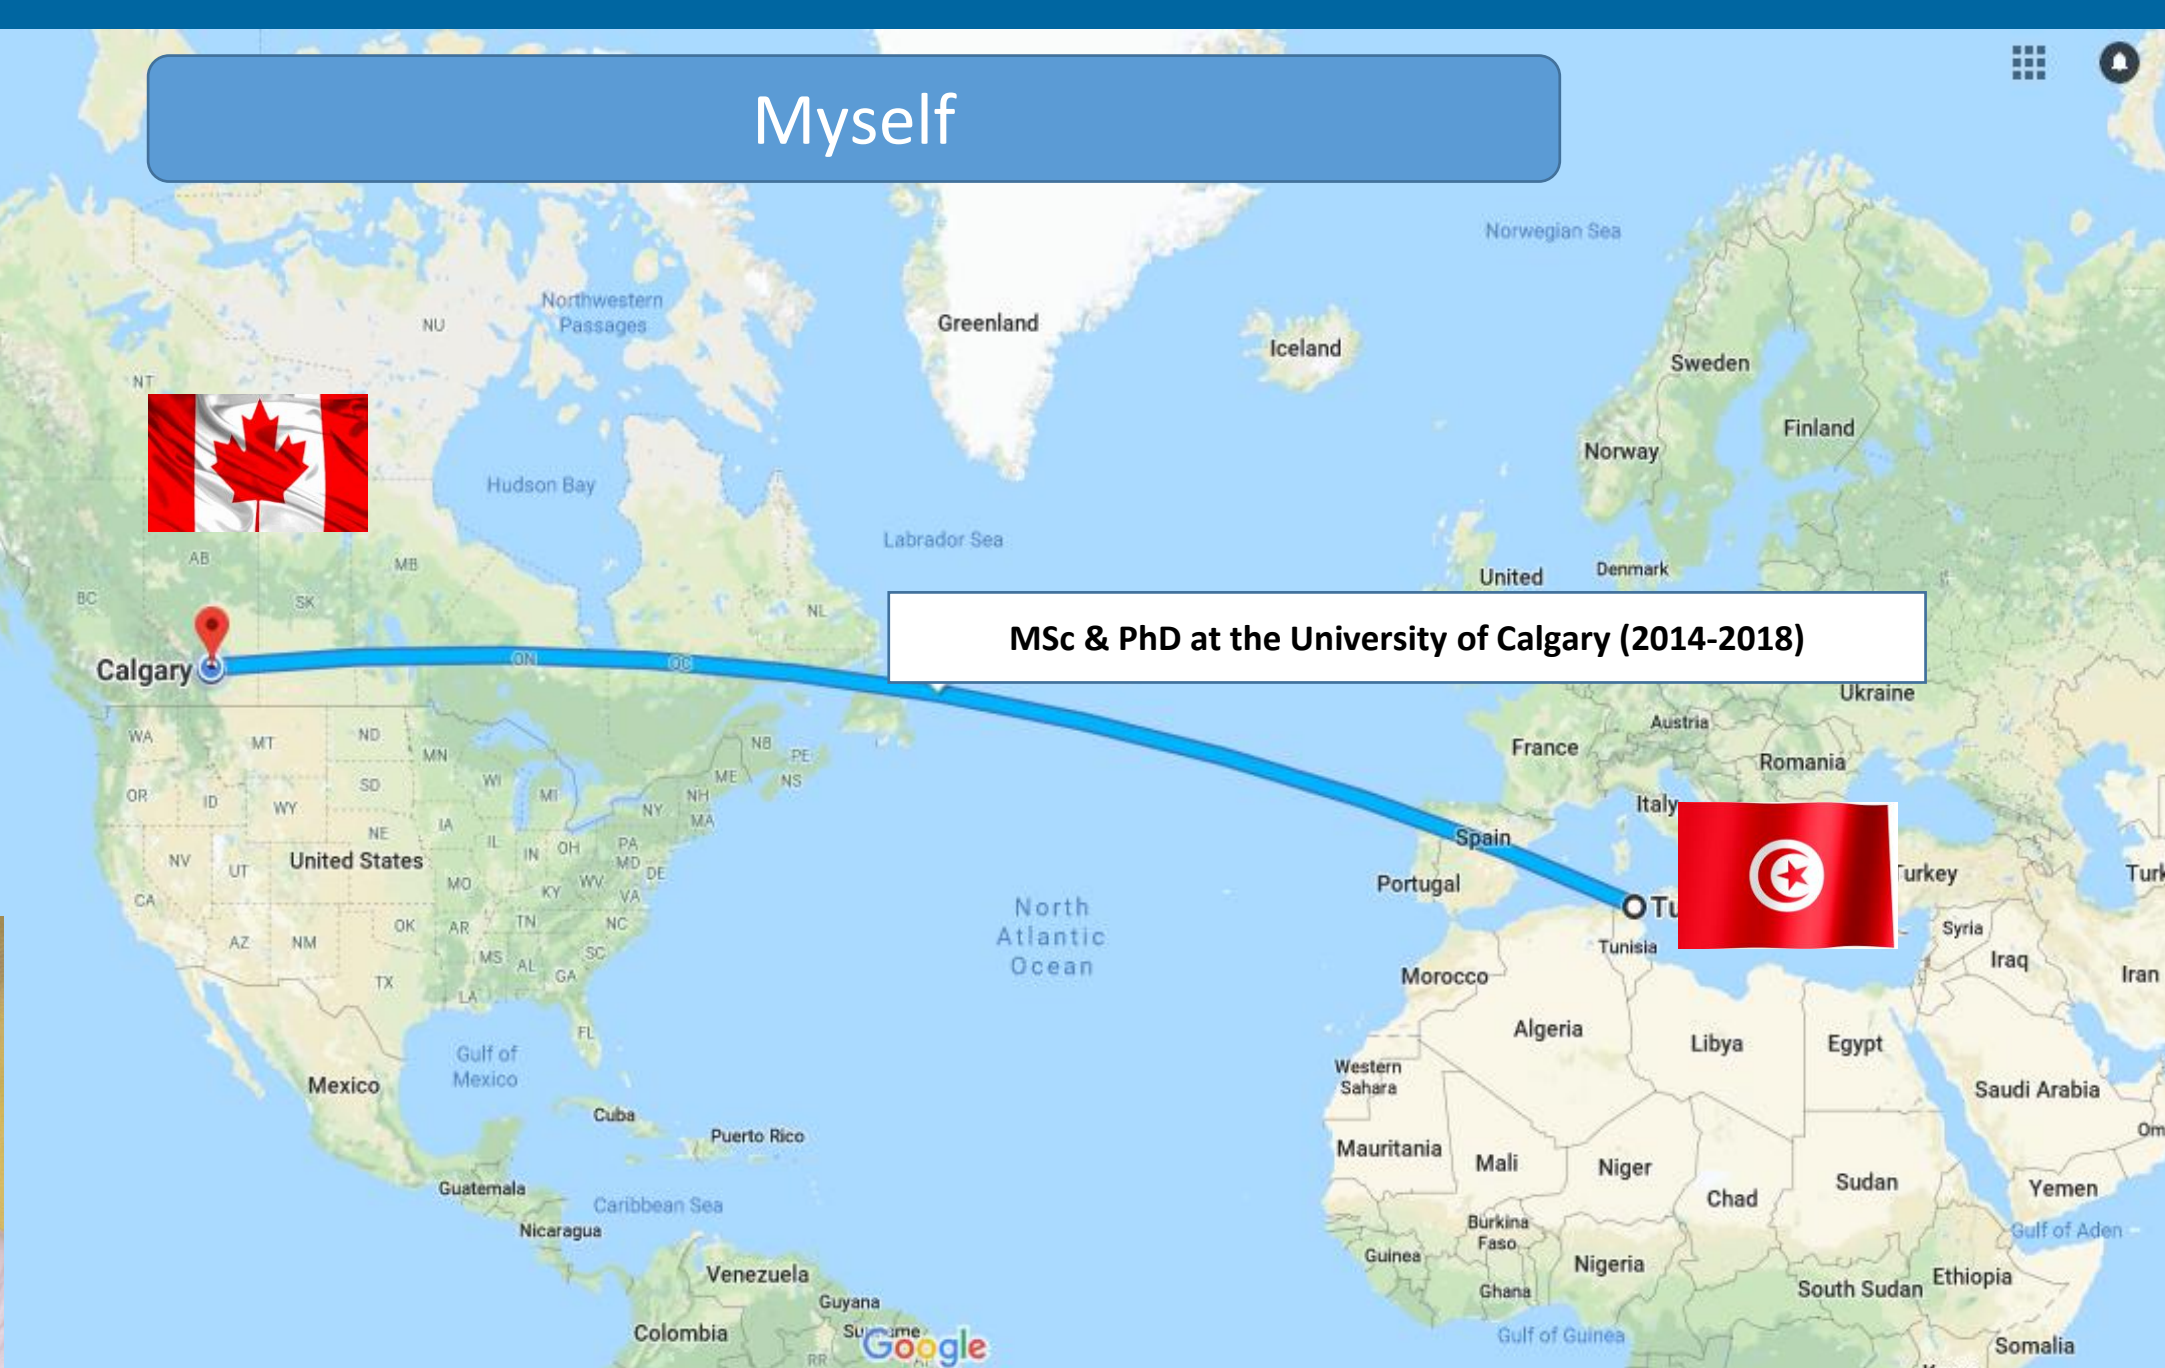 Myself
Norwegian Sea
Northwestern
Passages
NU
Greenland
Iceland
NT
Sweden
Finland
Norway
Hudson Bay
Labrador Sea
AB
MB
United
Denmark
BC
SK
NL
MSc & PhD at the University of Calgary (2014-2018)
Calgary
ON
QC
Ukraine
Austria
WA
MT
ND
MN
NB
PE
France
Romania
OR
ID
WY
SD
WI
MI
ME
NS
NH
NY
MA
Italy
NE
IA
IL
IN
OH
PA
MD
DE
Spain
NV
UT
United States
MO
KY
WV
VA
Portugal
Turkey
CA
North
Atlantic
Ocean
AZ
NM
OK
AR
TN
NC
Syria
Tunisia
MS
AL
GA
SC
Iraq
Iran
Morocco
TX
LA
FL
Algeria
Libya
Egypt
Gulf of
Mexico
Western
Sahara
Mexico
Saudi Arabia
Cuba
Puerto Rico
Mauritania
Mali
Niger
Chad
Sudan
Yemen
Guatemala
Caribbean Sea
Nicaragua
Burkina
Faso
Gulf of Aden
Guinea
Nigeria
Venezuela
Ghana
South Sudan
Ethiopia
Guyana
Colombia
Google
RR
Gulf of Guinea
Somalia